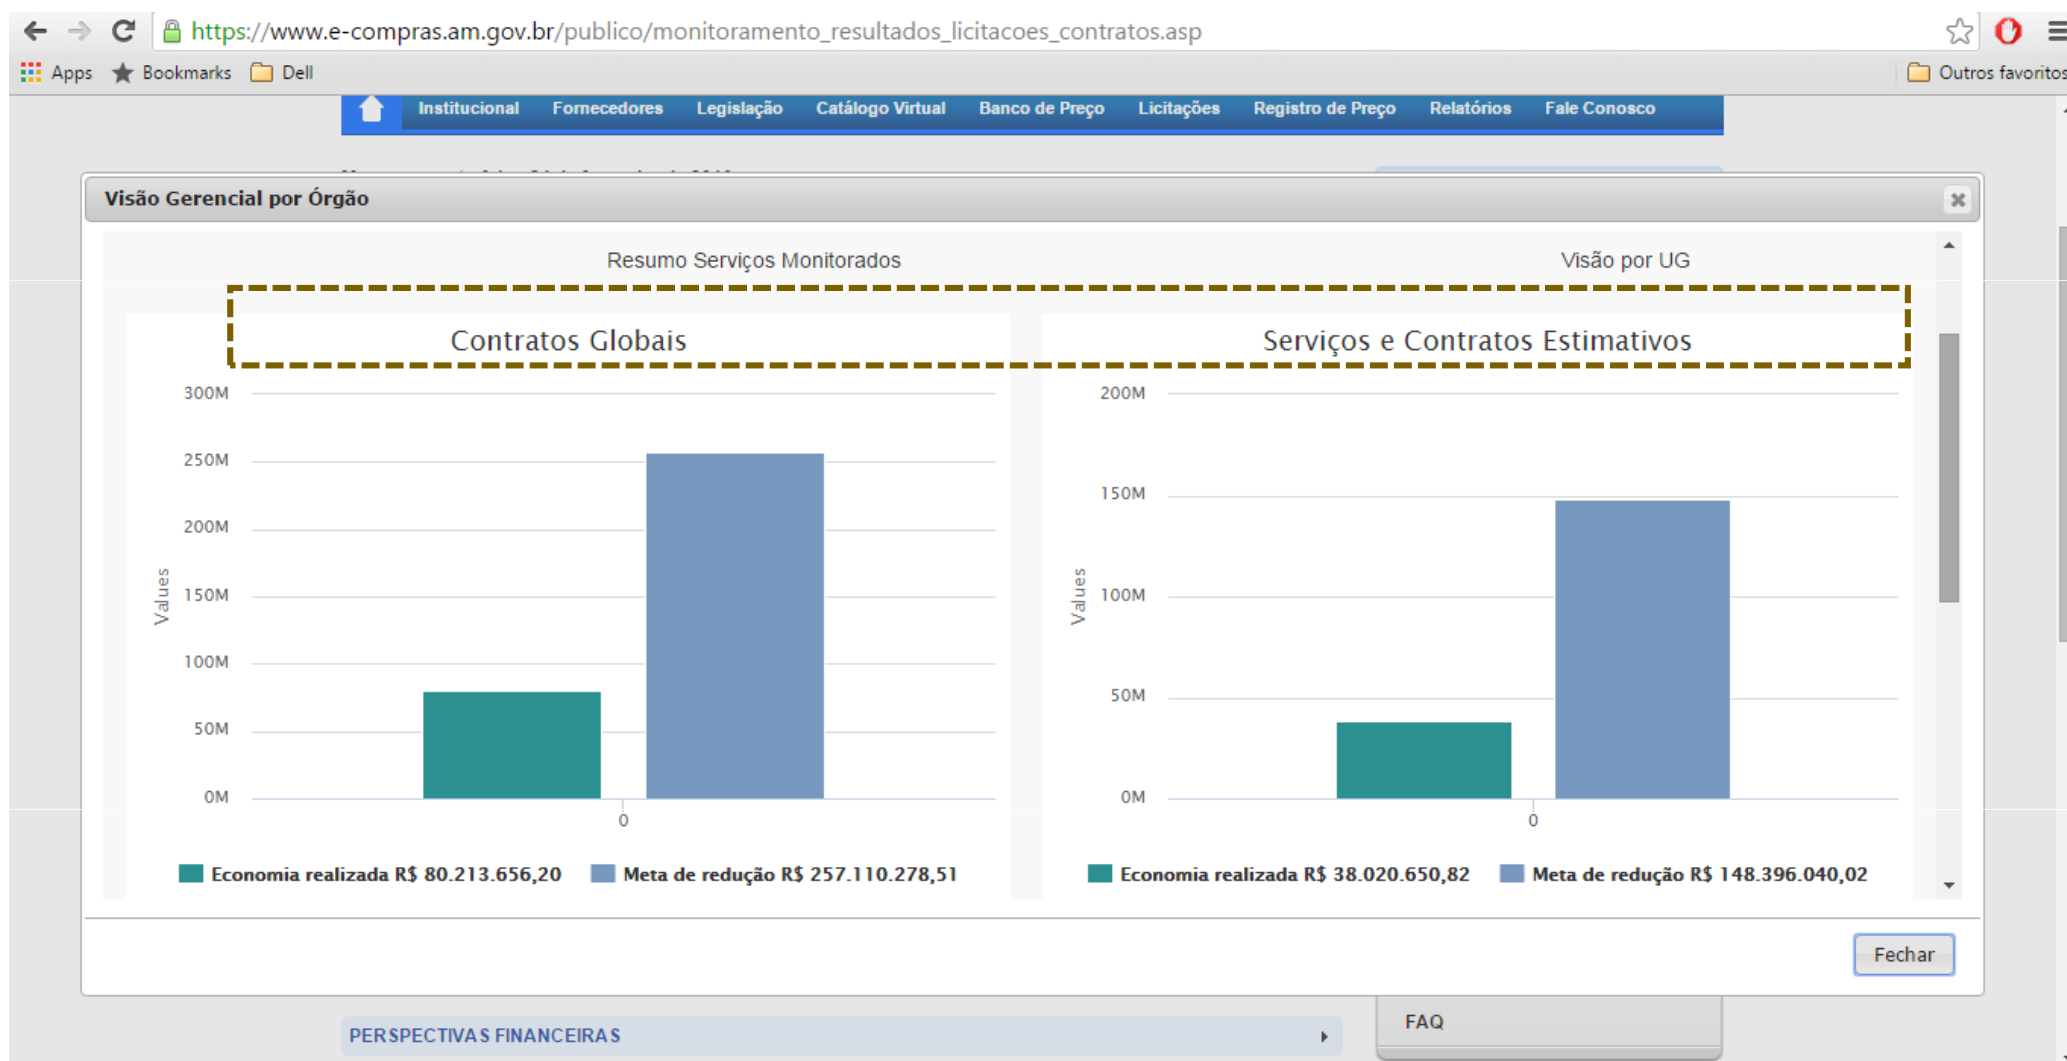 https://www.e-compras.am.gov.br/publico/monitoramento_resultados_licitacoes_contratos.asp
Apps Bookmarks Dell Outros favoritos
Institucional Fornecedores Legislação Catálogo Virtual Banco de Preço Licitações Registro de Preço Relatórios Fale Conosco
Visão Gerencial por Órgão
Resumo Serviços Monitorados Visão por UG
Contratos Globais
300M
250M
200M
150M
100M
50M
0M
Values
0
Economia realizada R$ 80.213.656,20 Meta de redução R$ 257.110.278,51
Serviços e Contratos Estimativos
200M
150M
100M
50M
0M
Values
0
Economia realizada R$ 38.020.650,82 Meta de redução R$ 148.396.040,02
Fechar
PERSPECTIVAS FINANCEIRAS
FAQ